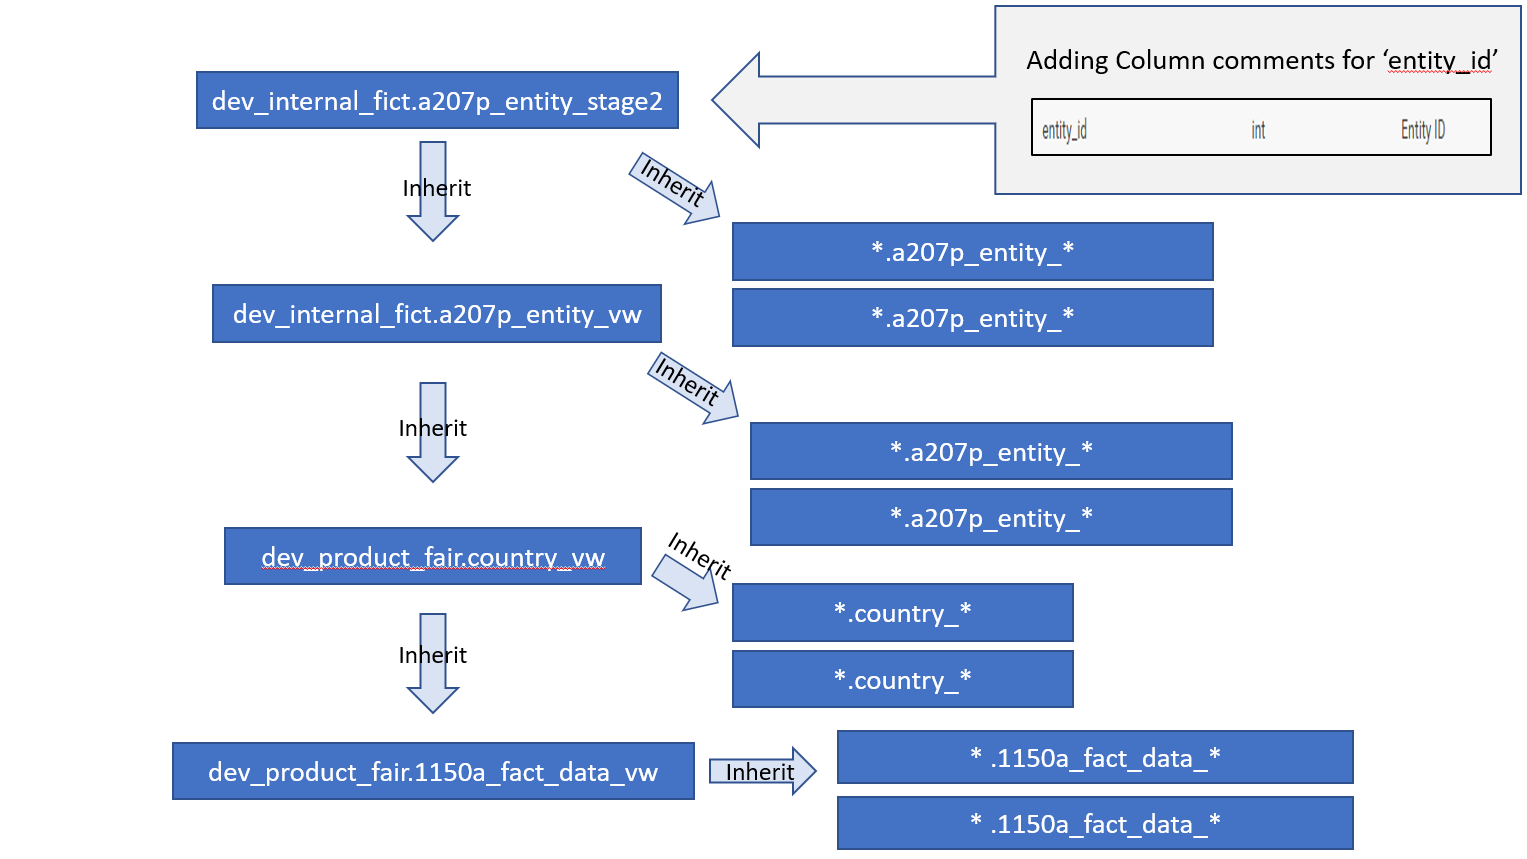 Adding Column comments for ‘entity_id’
entity_id int Entity ID
dev_internal_fict.a207p_entity_stage2
Inherit
Inherit
*.a207p_entity_*
*.a207p_entity_*
dev_internal_fict.a207p_entity_vw
Inherit
Inherit
*.a207p_entity_*
*.a207p_entity_*
dev_product_fair.country_vw
Inherit
*.country_*
Inherit
*.country_*
dev_product_fair.1150a_fact_data_vw
Inherit
* .1150a_fact_data_*
* .1150a_fact_data_*